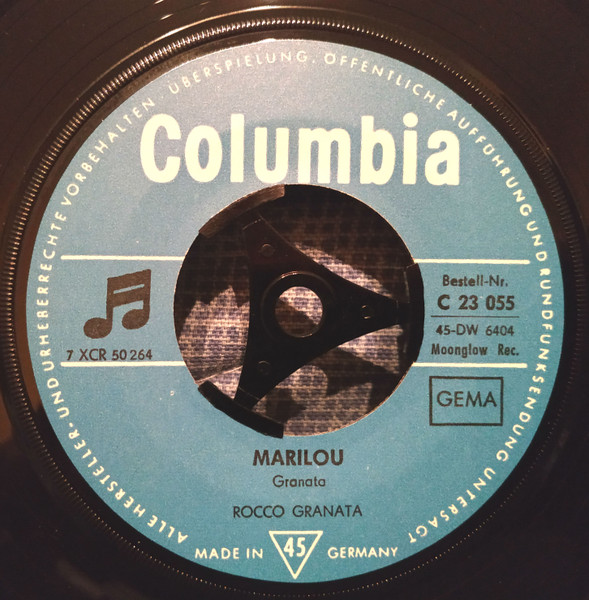 ALLE HERSTELLER- UND URHEBERRECHTE VORBEHALTEN ÜBERSPIELUNG, ÖFFENTLICHE AUFFÜHRUNG UND RUNDFUNKSENDUNG UNTERSAGT
Columbia
7 XCR 50 264
Bestell-Nr.
C 23 055
45-DW 6404
Moonglow Rec.
GEMA
MARILOU
Granata
ROCCO GRANATA
MADE IN 45 GERMANY